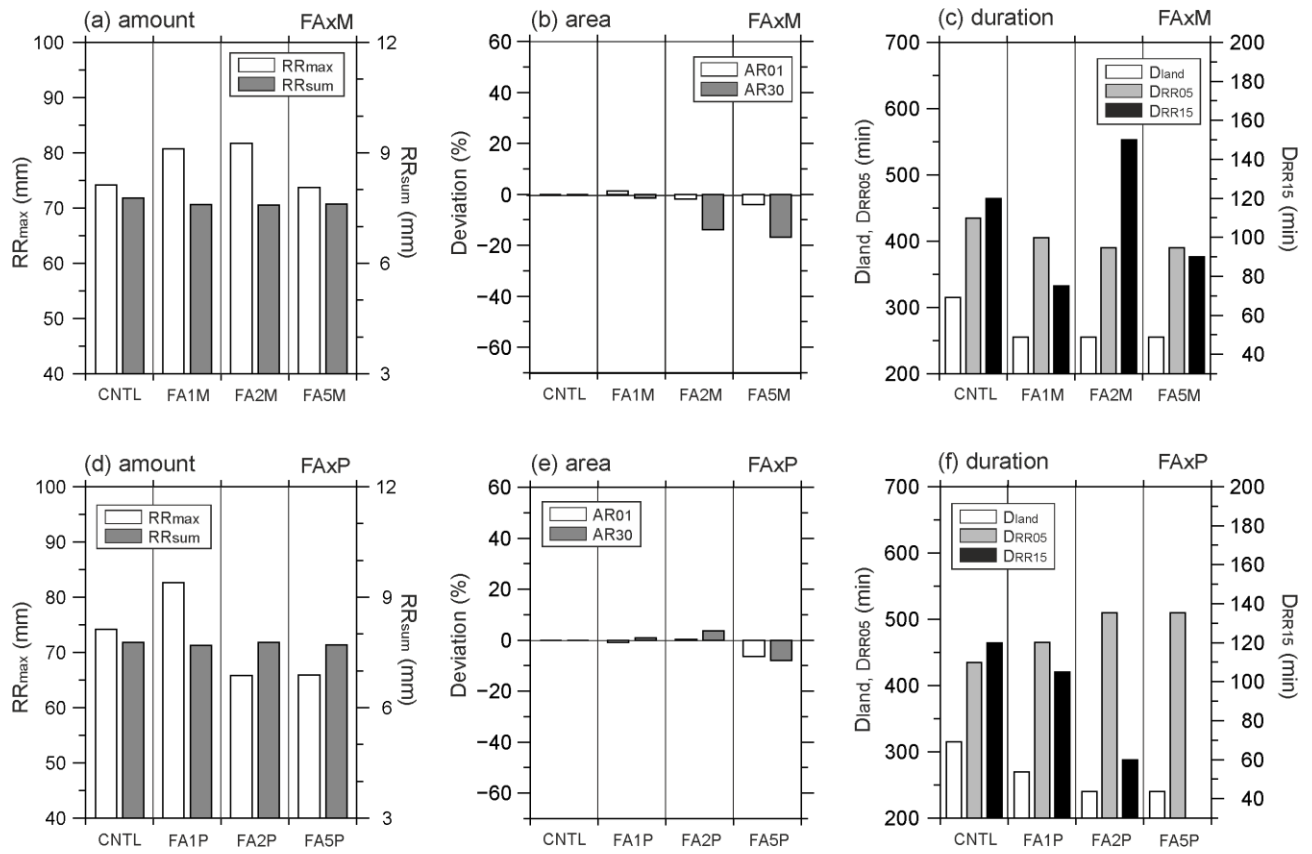 (a) amount FAxM
100
90
80
70
60
50
40
RRmax (mm)
12
9
6
3
RRsum (mm)
RRmax
RRsum
CNTL FA1M FA2M FA5M
(b) area FAxM
60
40
20
0
−20
−40
−60
Deviation (%)
AR01
AR30
CNTL FA1M FA2M FA5M
(c) duration FAxM
700
600
500
400
300
200
Dland, DRR05 (min)
200
180
160
140
120
100
80
60
40
DRR15 (min)
Dland
DRR05
DRR15
CNTL FA1M FA2M FA5M
(d) amount FAxP
100
90
80
70
60
50
40
RRmax (mm)
12
9
6
3
RRsum (mm)
RRmax
RRsum
CNTL FA1P FA2P FA5P
(e) area FAxP
60
40
20
0
−20
−40
−60
Deviation (%)
AR01
AR30
CNTL FA1P FA2P FA5P
(f) duration FAxP
700
600
500
400
300
200
Dland, DRR05 (min)
200
180
160
140
120
100
80
60
40
DRR15 (min)
Dland
DRR05
DRR15
CNTL FA1P FA2P FA5P